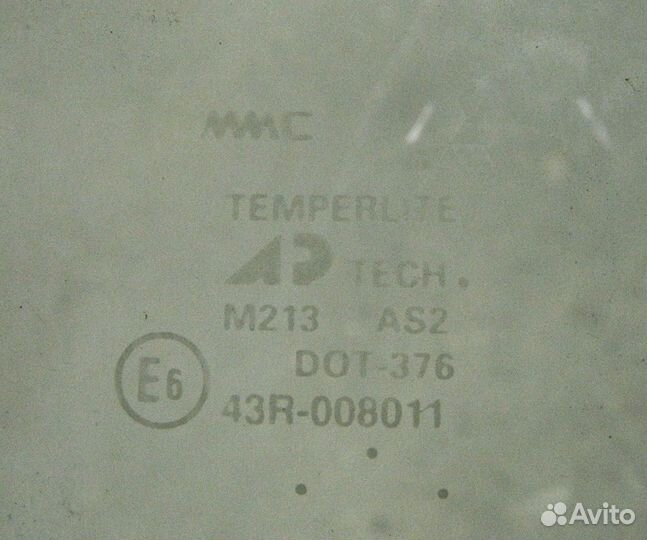 MMC
TEMPERLITE
AP TECH.
M213 AS2
DOT-376
E6 43R-008011
Avito